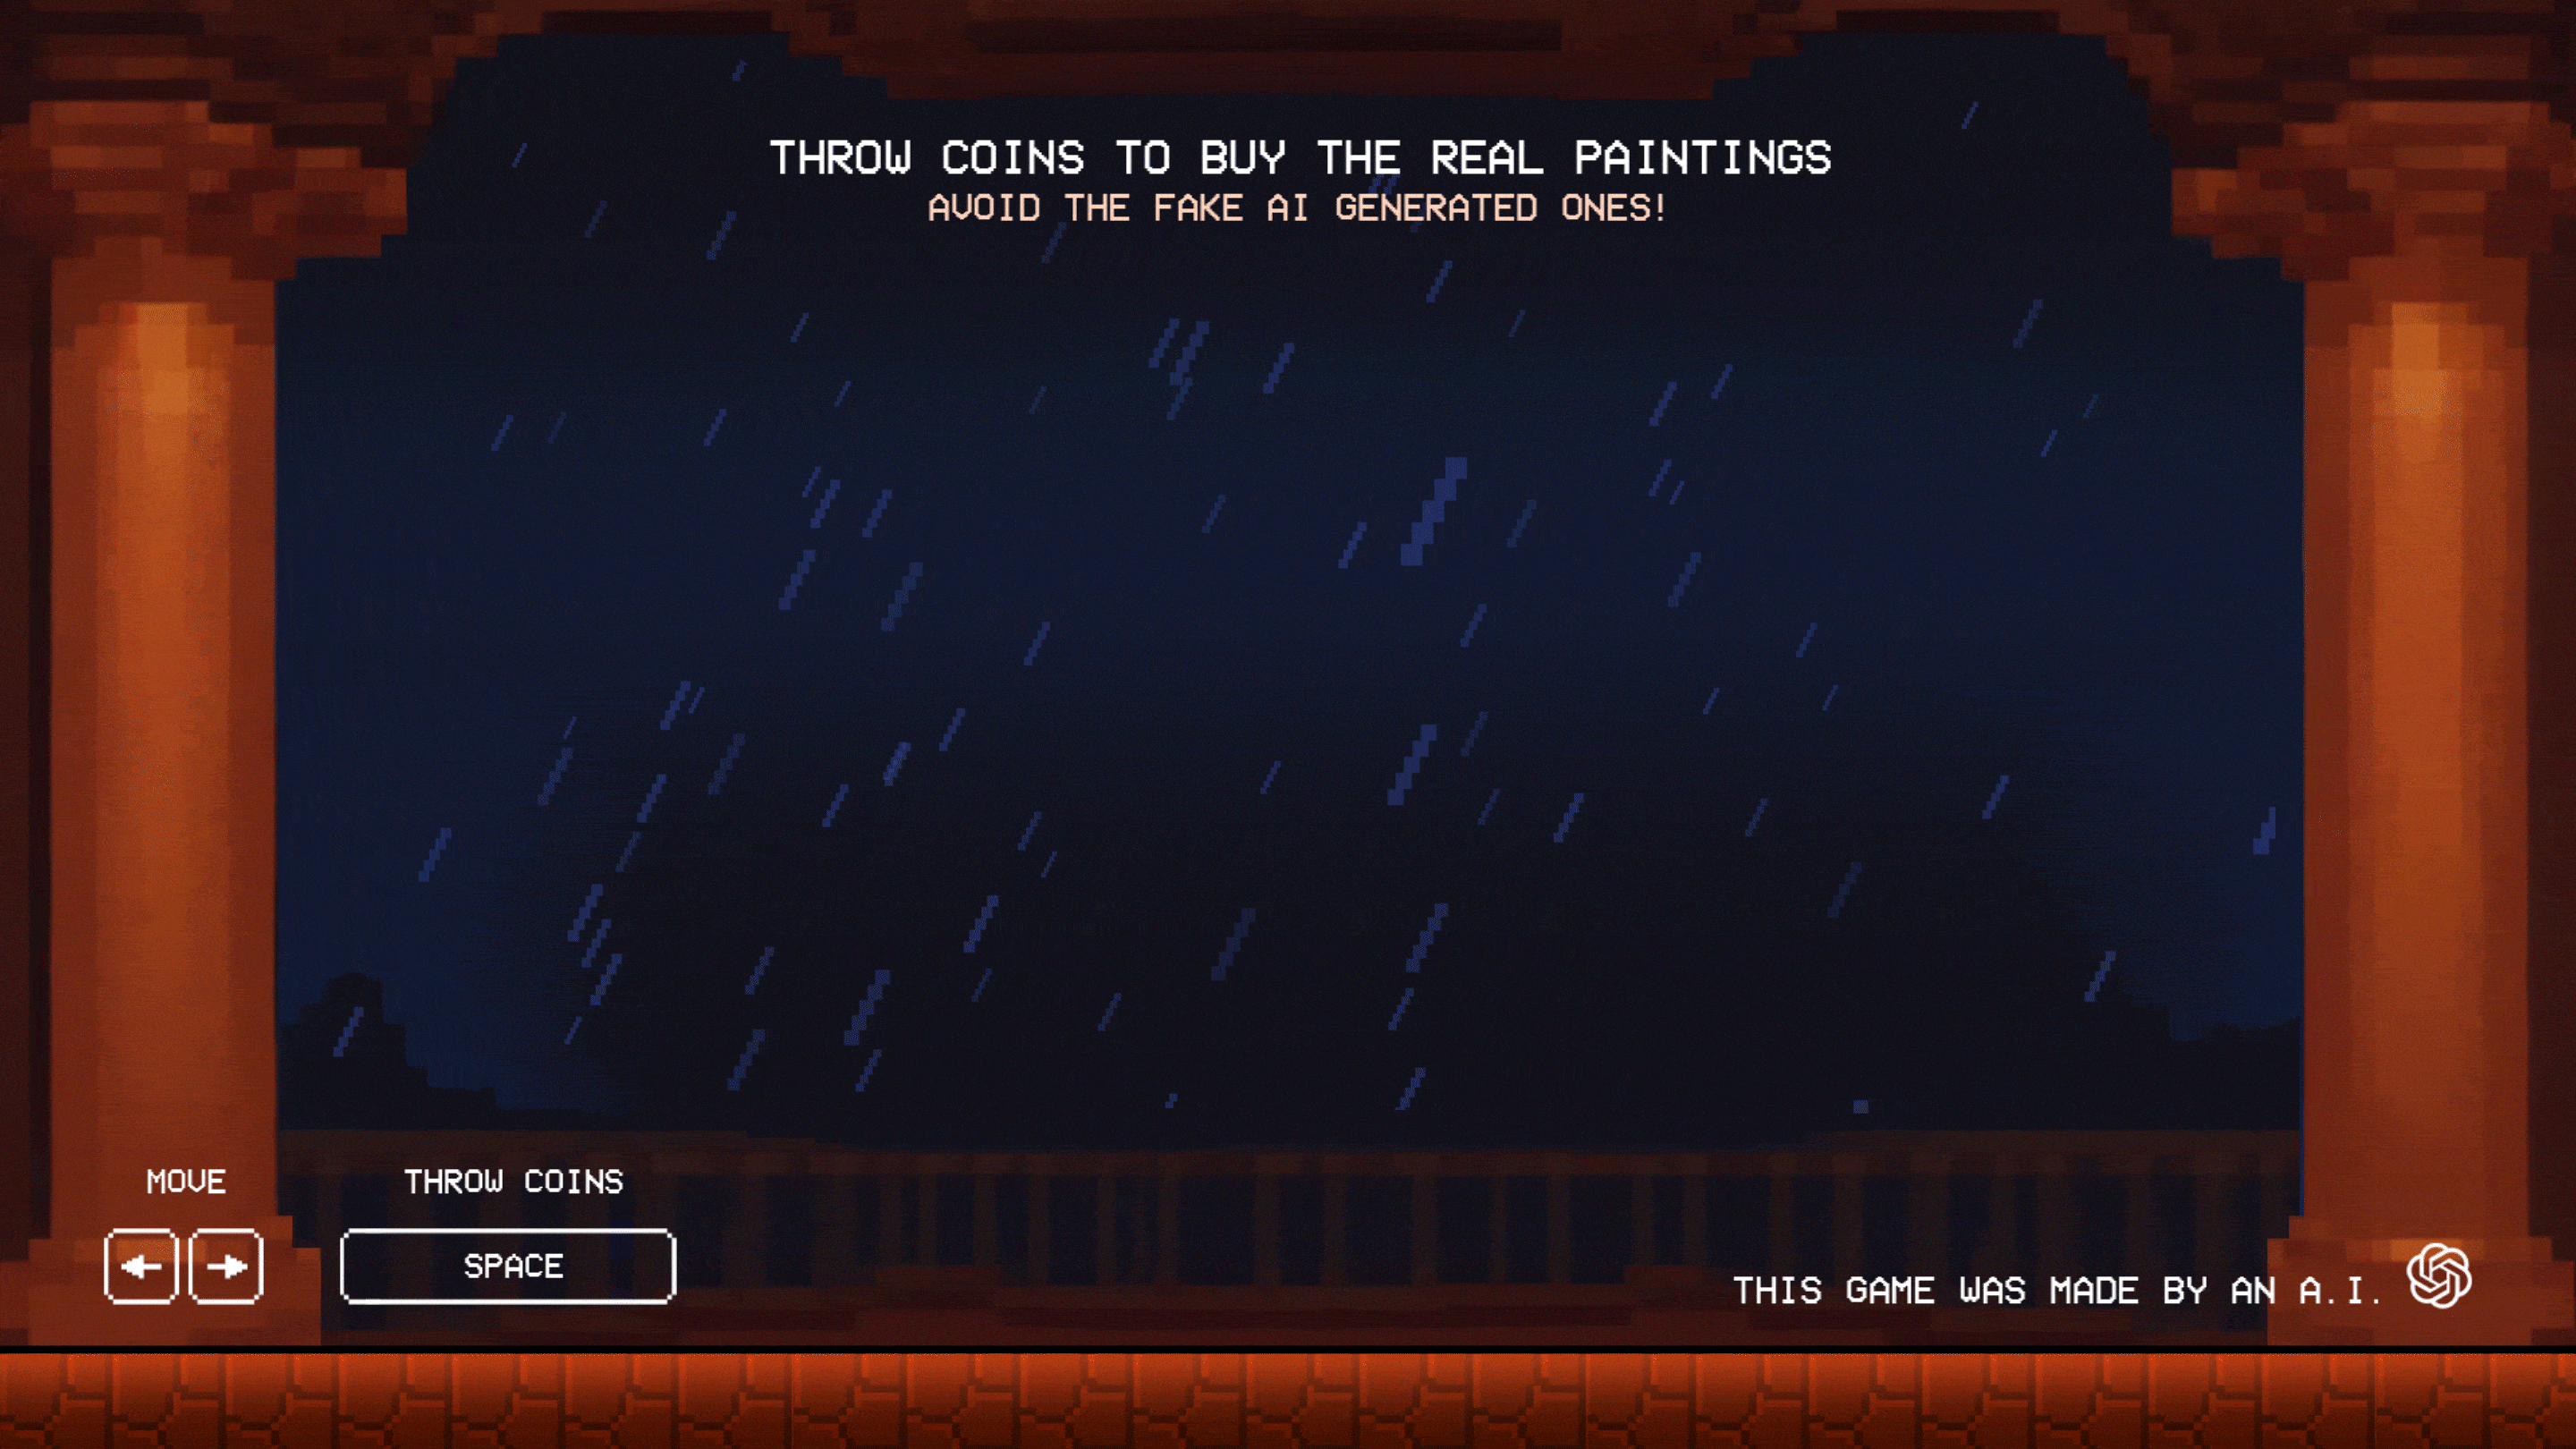 THROW COINS TO BUY THE REAL PAINTINGS
AVOID THE FAKE AI GENERATED ONES!
MOVE
THROW COINS
SPACE
THIS GAME WAS MADE BY AN A.I.